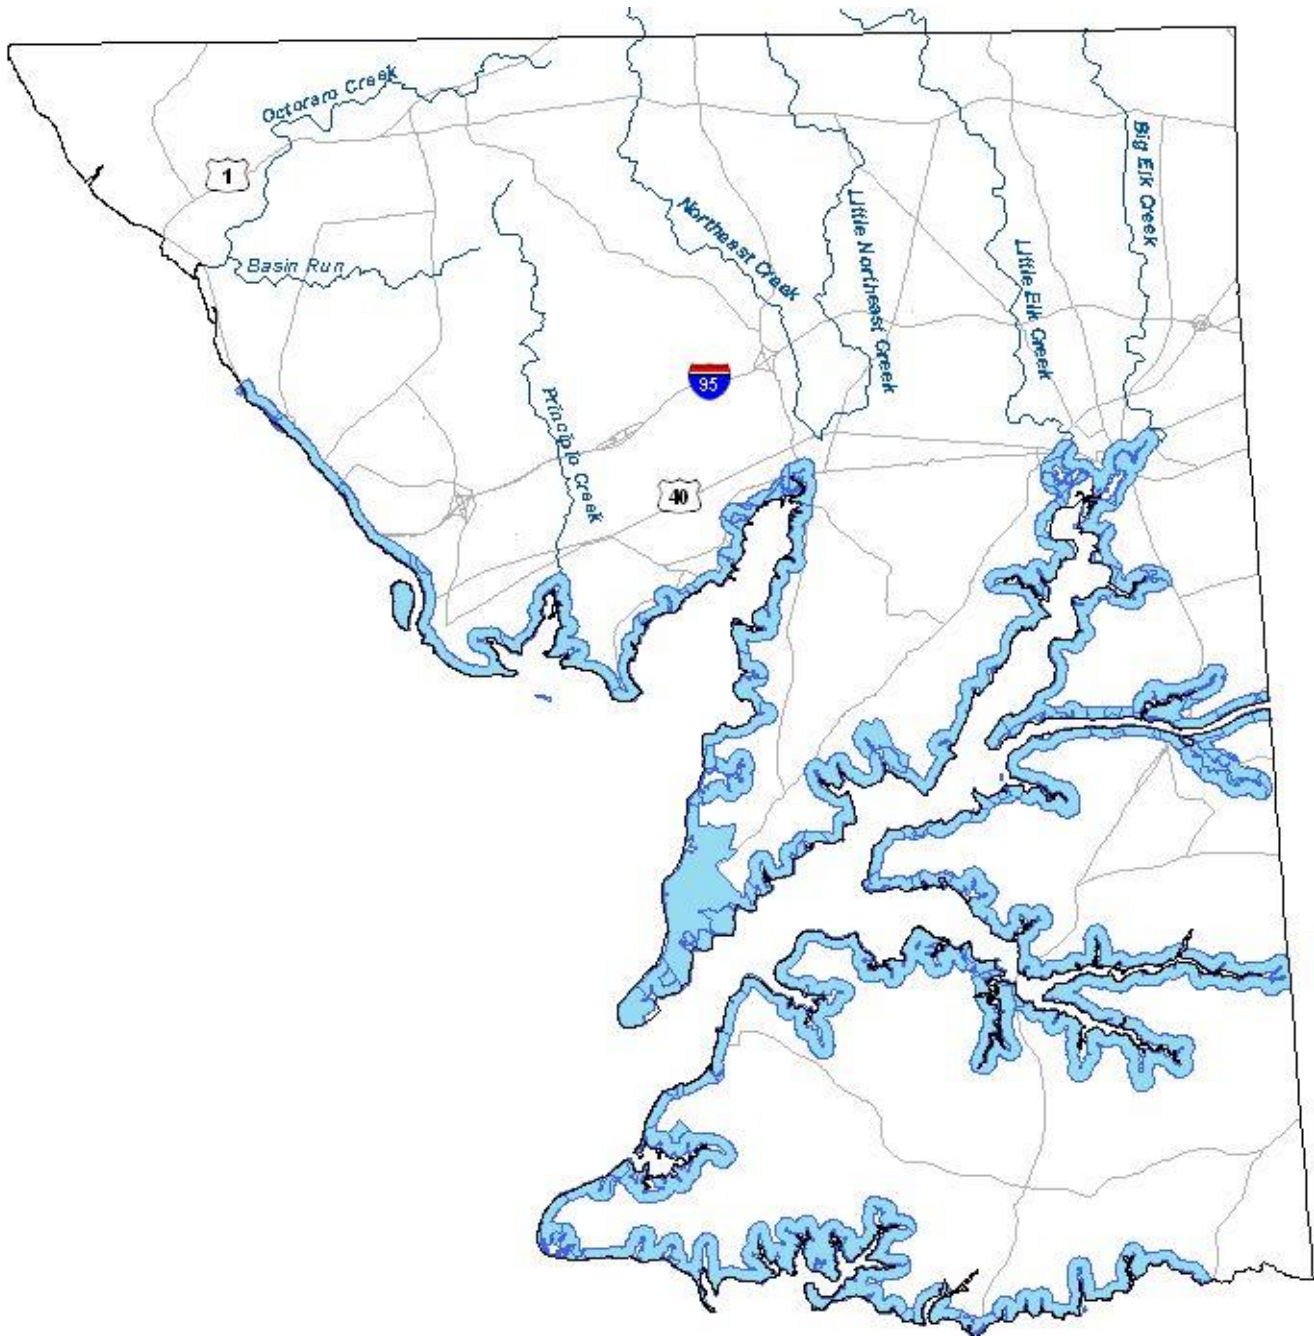 Octoraro Creek
1
Basin Run
Northeast Creek
Little Northeast Creek
Little Elk Creek
Big Elk Creek
95
Principio Creek
40